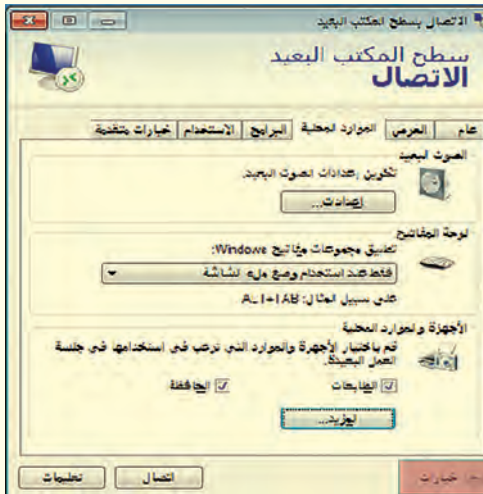 الاتصال بسطح المكتب البعيد
سطح المكتب البعيد
الاتصال
عام
العرض
الموارد المحلية
البرامج
الاستخدام
خيارات متقدمة
الصوت البعيد
تكوين إعدادات الصوت البعيد.
إعدادات...
لوحة المفاتيح
تطبيق مجموعات مفاتيح Windows:
فقط عند استخدام وضع ملء الشاشة
على سبيل المثال: ALT+TAB
الأجهزة والموارد المحلية
قم باختيار الأجهزة والموارد التي ترغب في استخدامها في جلسة
العمل البعيدة.
الطابعات
الحافظة
المزيد...
خيارات
اتصال
تعليمات